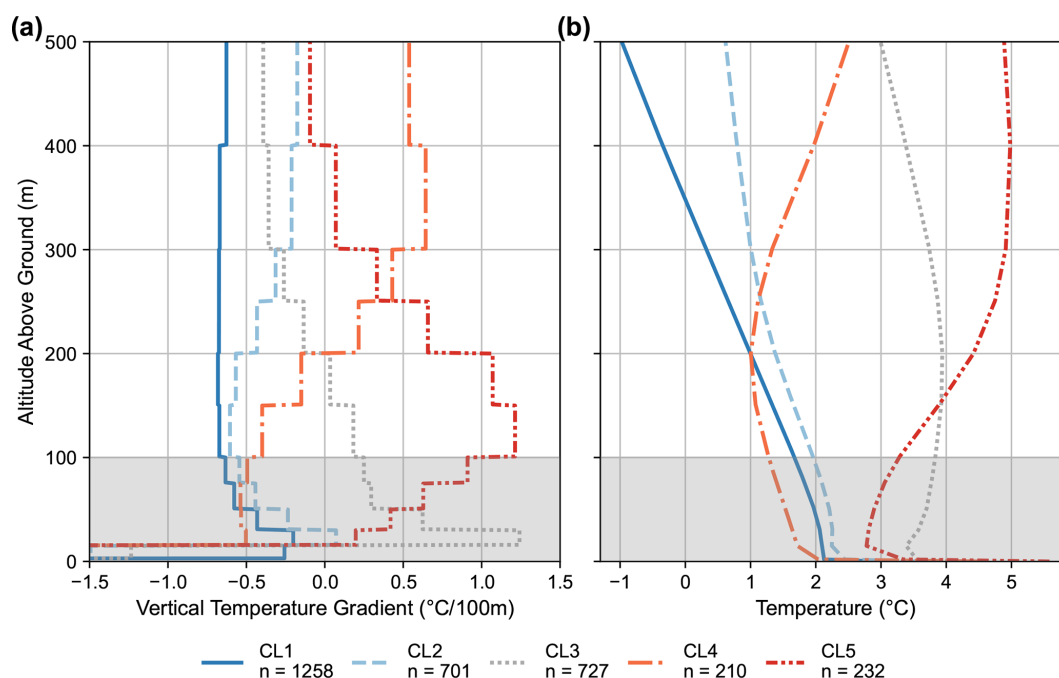 (a)
(b)
500
400
300
200
100
0
Altitude Above Ground (m)
−1.5 −1.0 −0.5 0.0 0.5 1.0 1.5
−1 0 1 2 3 4 5
Vertical Temperature Gradient (°C/100m)
Temperature (°C)
CL1
n = 1258
CL2
n = 701
CL3
n = 727
CL4
n = 210
CL5
n = 232